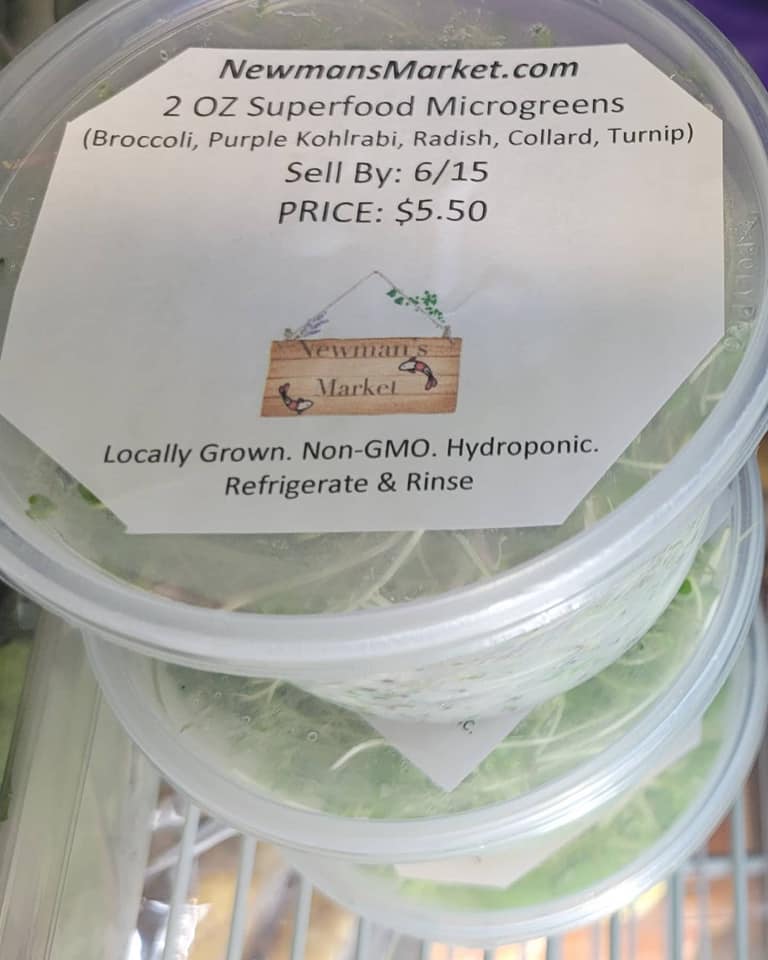 NewmansMarket.com
2 OZ Superfood Microgreens
(Broccoli, Purple Kohlrabi, Radish, Collard, Turnip)
Sell By: 6/15
PRICE: $5.50
Newman's
Market
Locally Grown. Non-GMO. Hydroponic.
Refrigerate & Rinse